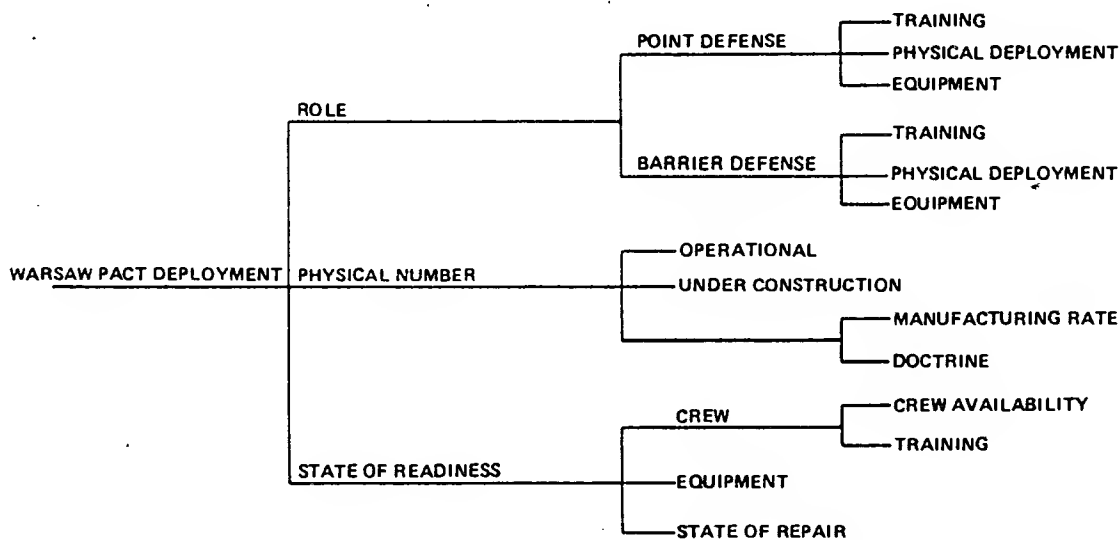 TRAINING
POINT DEFENSE
PHYSICAL DEPLOYMENT
EQUIPMENT
ROLE
TRAINING
BARRIER DEFENSE
PHYSICAL DEPLOYMENT
EQUIPMENT
OPERATIONAL
WARSAW PACT DEPLOYMENT
PHYSICAL NUMBER
UNDER CONSTRUCTION
MANUFACTURING RATE
DOCTRINE
CREW
CREW AVAILABILITY
TRAINING
STATE OF READINESS
EQUIPMENT
STATE OF REPAIR